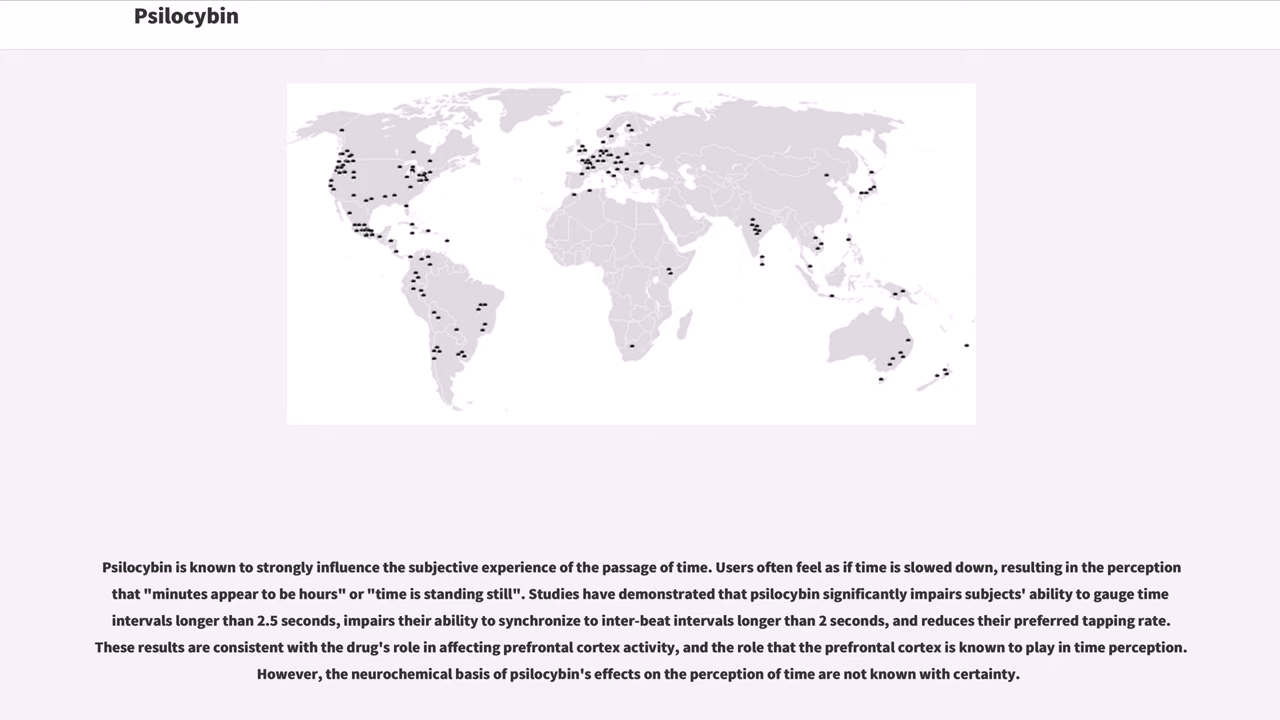 Psilocybin
Psilocybin is known to strongly influence the subjective experience of the passage of time. Users often feel as if time is slowed down, resulting in the perception
that "minutes appear to be hours" or "time is standing still". Studies have demonstrated that psilocybin significantly impairs subjects' ability to gauge time
intervals longer than 2.5 seconds, impairs their ability to synchronize to inter-beat intervals longer than 2 seconds, and reduces their preferred tapping rate.
These results are consistent with the drug's role in affecting prefrontal cortex activity, and the role that the prefrontal cortex is known to play in time perception.
However, the neurochemical basis of psilocybin's effects on the perception of time are not known with certainty.